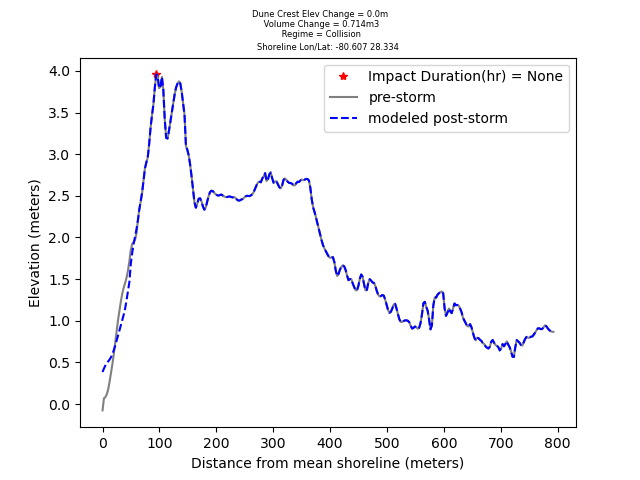 Dune Crest Elev Change = 0.0m
Volume Change = 0.714m3
Regime = Collision
Shoreline Lon/Lat: -80.607 28.334
Impact Duration(hr) = None
pre-storm
modeled post-storm
4.0
3.5
3.0
2.5
2.0
1.5
1.0
0.5
0.0
Elevation (meters)
0 100 200 300 400 500 600 700 800
Distance from mean shoreline (meters)